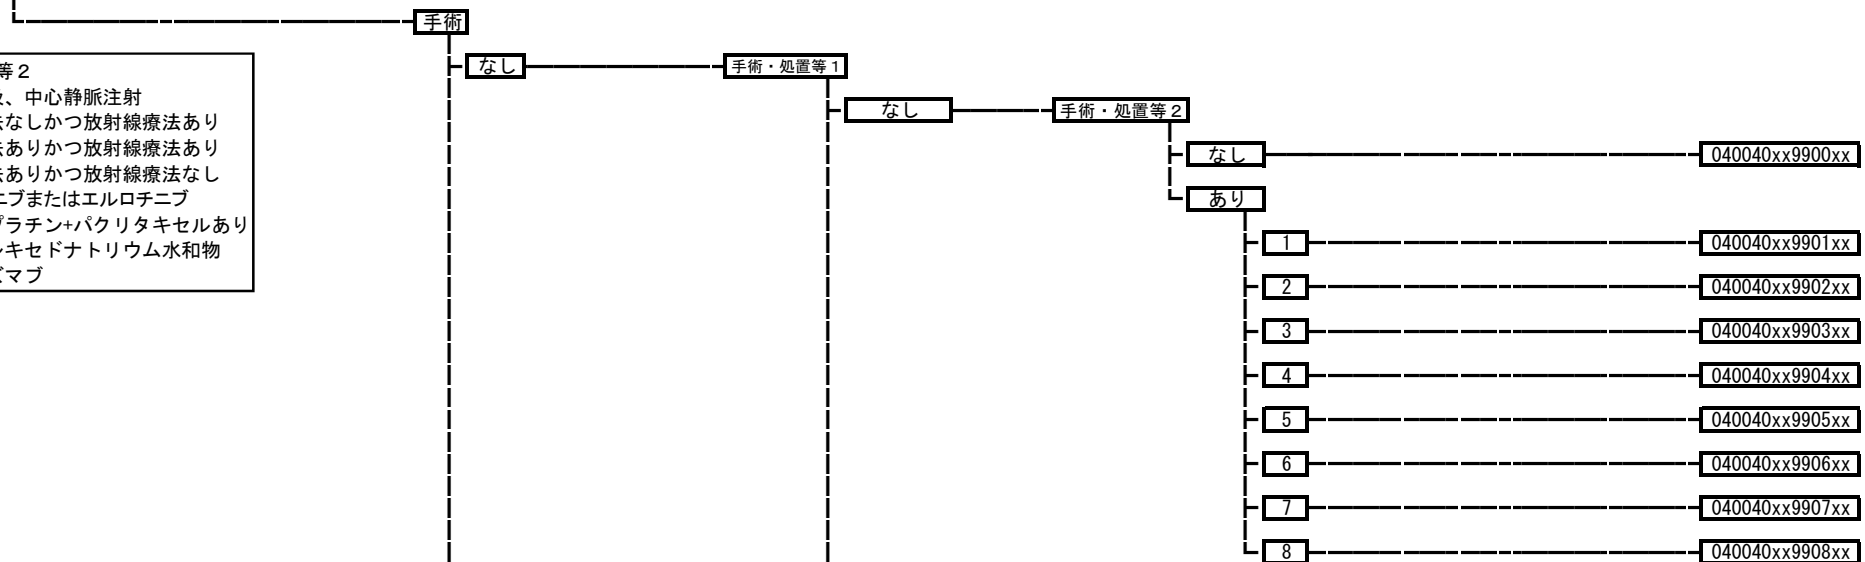 手術
なし
手術・処置等1
なし
手術・処置等2
なし
040040xx9900xx
あり
1
040040xx9901xx
2
040040xx9902xx
3
040040xx9903xx
4
040040xx9904xx
5
040040xx9905xx
6
040040xx9906xx
7
040040xx9907xx
8
040040xx9908xx
等2
、中心静脈注射
法なしかつ放射線療法あり
法ありかつ放射線療法あり
法ありかつ放射線療法なし
ニブまたはエルロチニブ
プラチン+パクリタキセルあり
レキセドナトリウム水和物
ズマブ